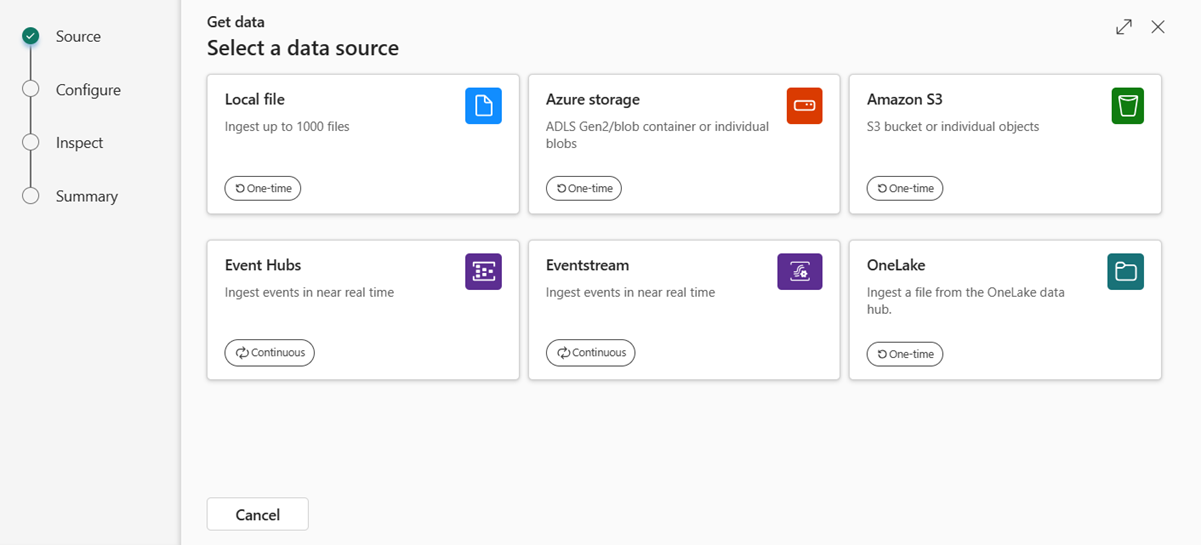 Source
Configure
Inspect
Summary
Get data
Select a data source
Local file
Ingest up to 1000 files
One-time
Azure storage
ADLS Gen2/blob container or individual
blobs
One-time
Amazon S3
S3 bucket or individual objects
One-time
Event Hubs
Ingest events in near real time
Continuous
Eventstream
Ingest events in near real time
Continuous
OneLake
Ingest a file from the OneLake data
hub.
One-time
Cancel